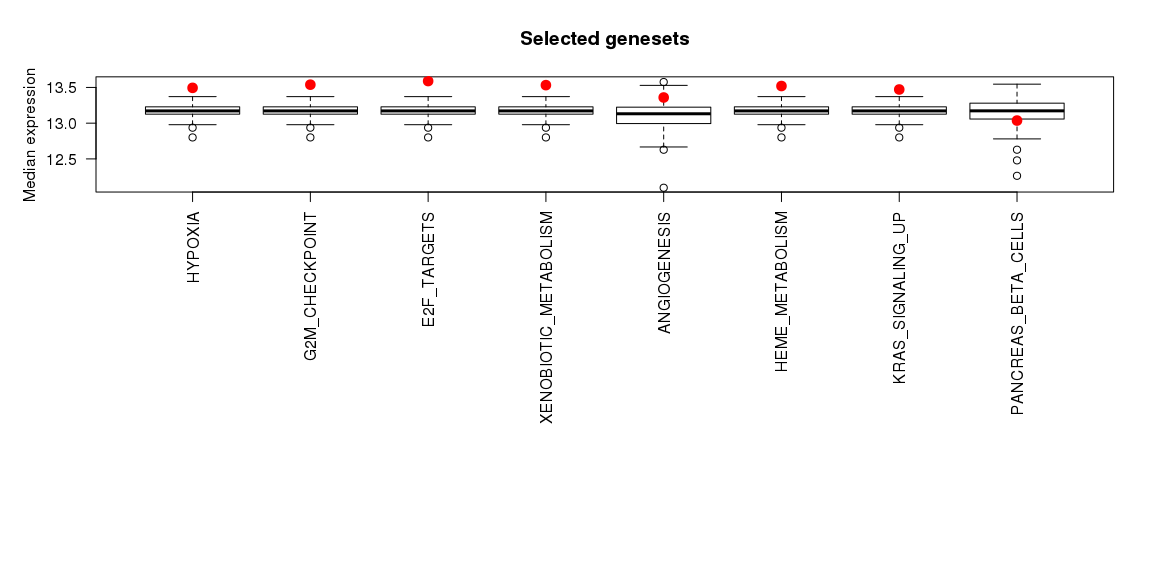 Selected genesets
Median expression
13.5
13.0
12.5
HYPOXIA
G2M_CHECKPOINT
E2F_TARGETS
XENOBIOTIC_METABOLISM
ANGIOGENESIS
HEME_METABOLISM
KRAS_SIGNALING_UP
PANCREAS_BETA_CELLS